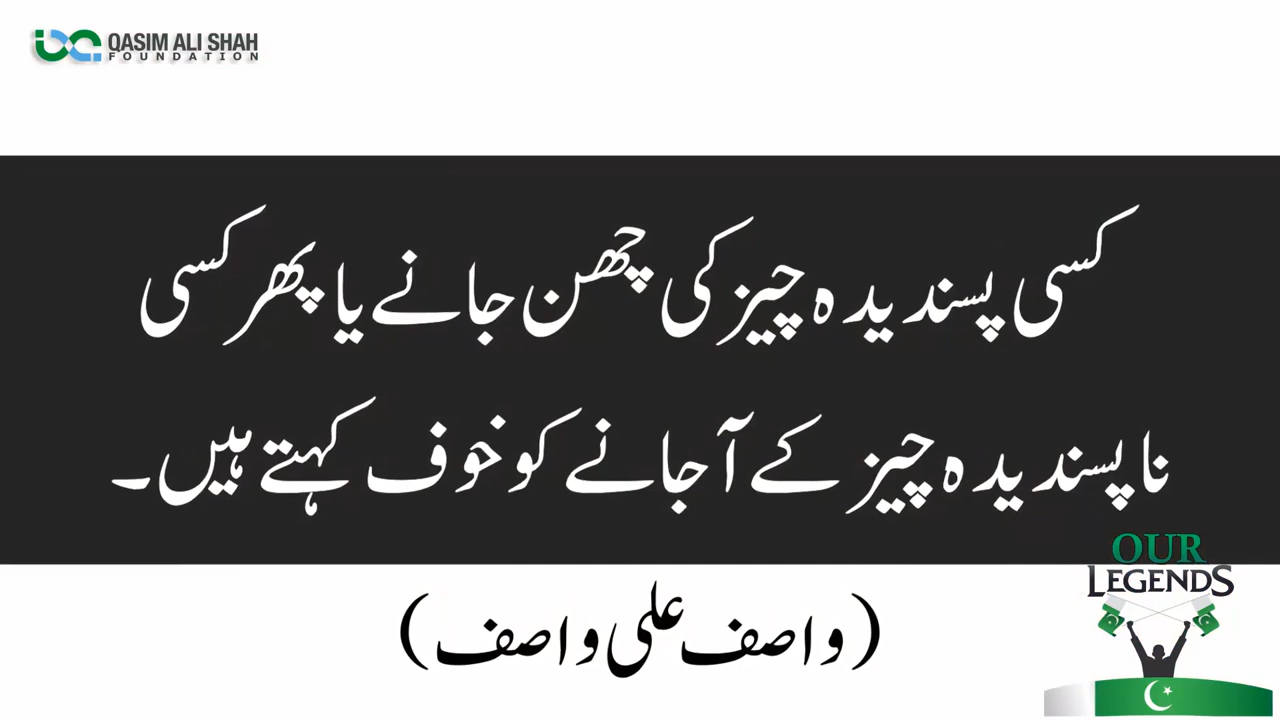 QASIM ALI SHAH
FOUNDATION
کسی پسندیدہ چیز کی چھن جانے یا پھر کسی
ناپسندیدہ چیز کے آجانے کو خوف کہتے ہیں۔
(واصف علی واصف)
OUR
LEGENDS